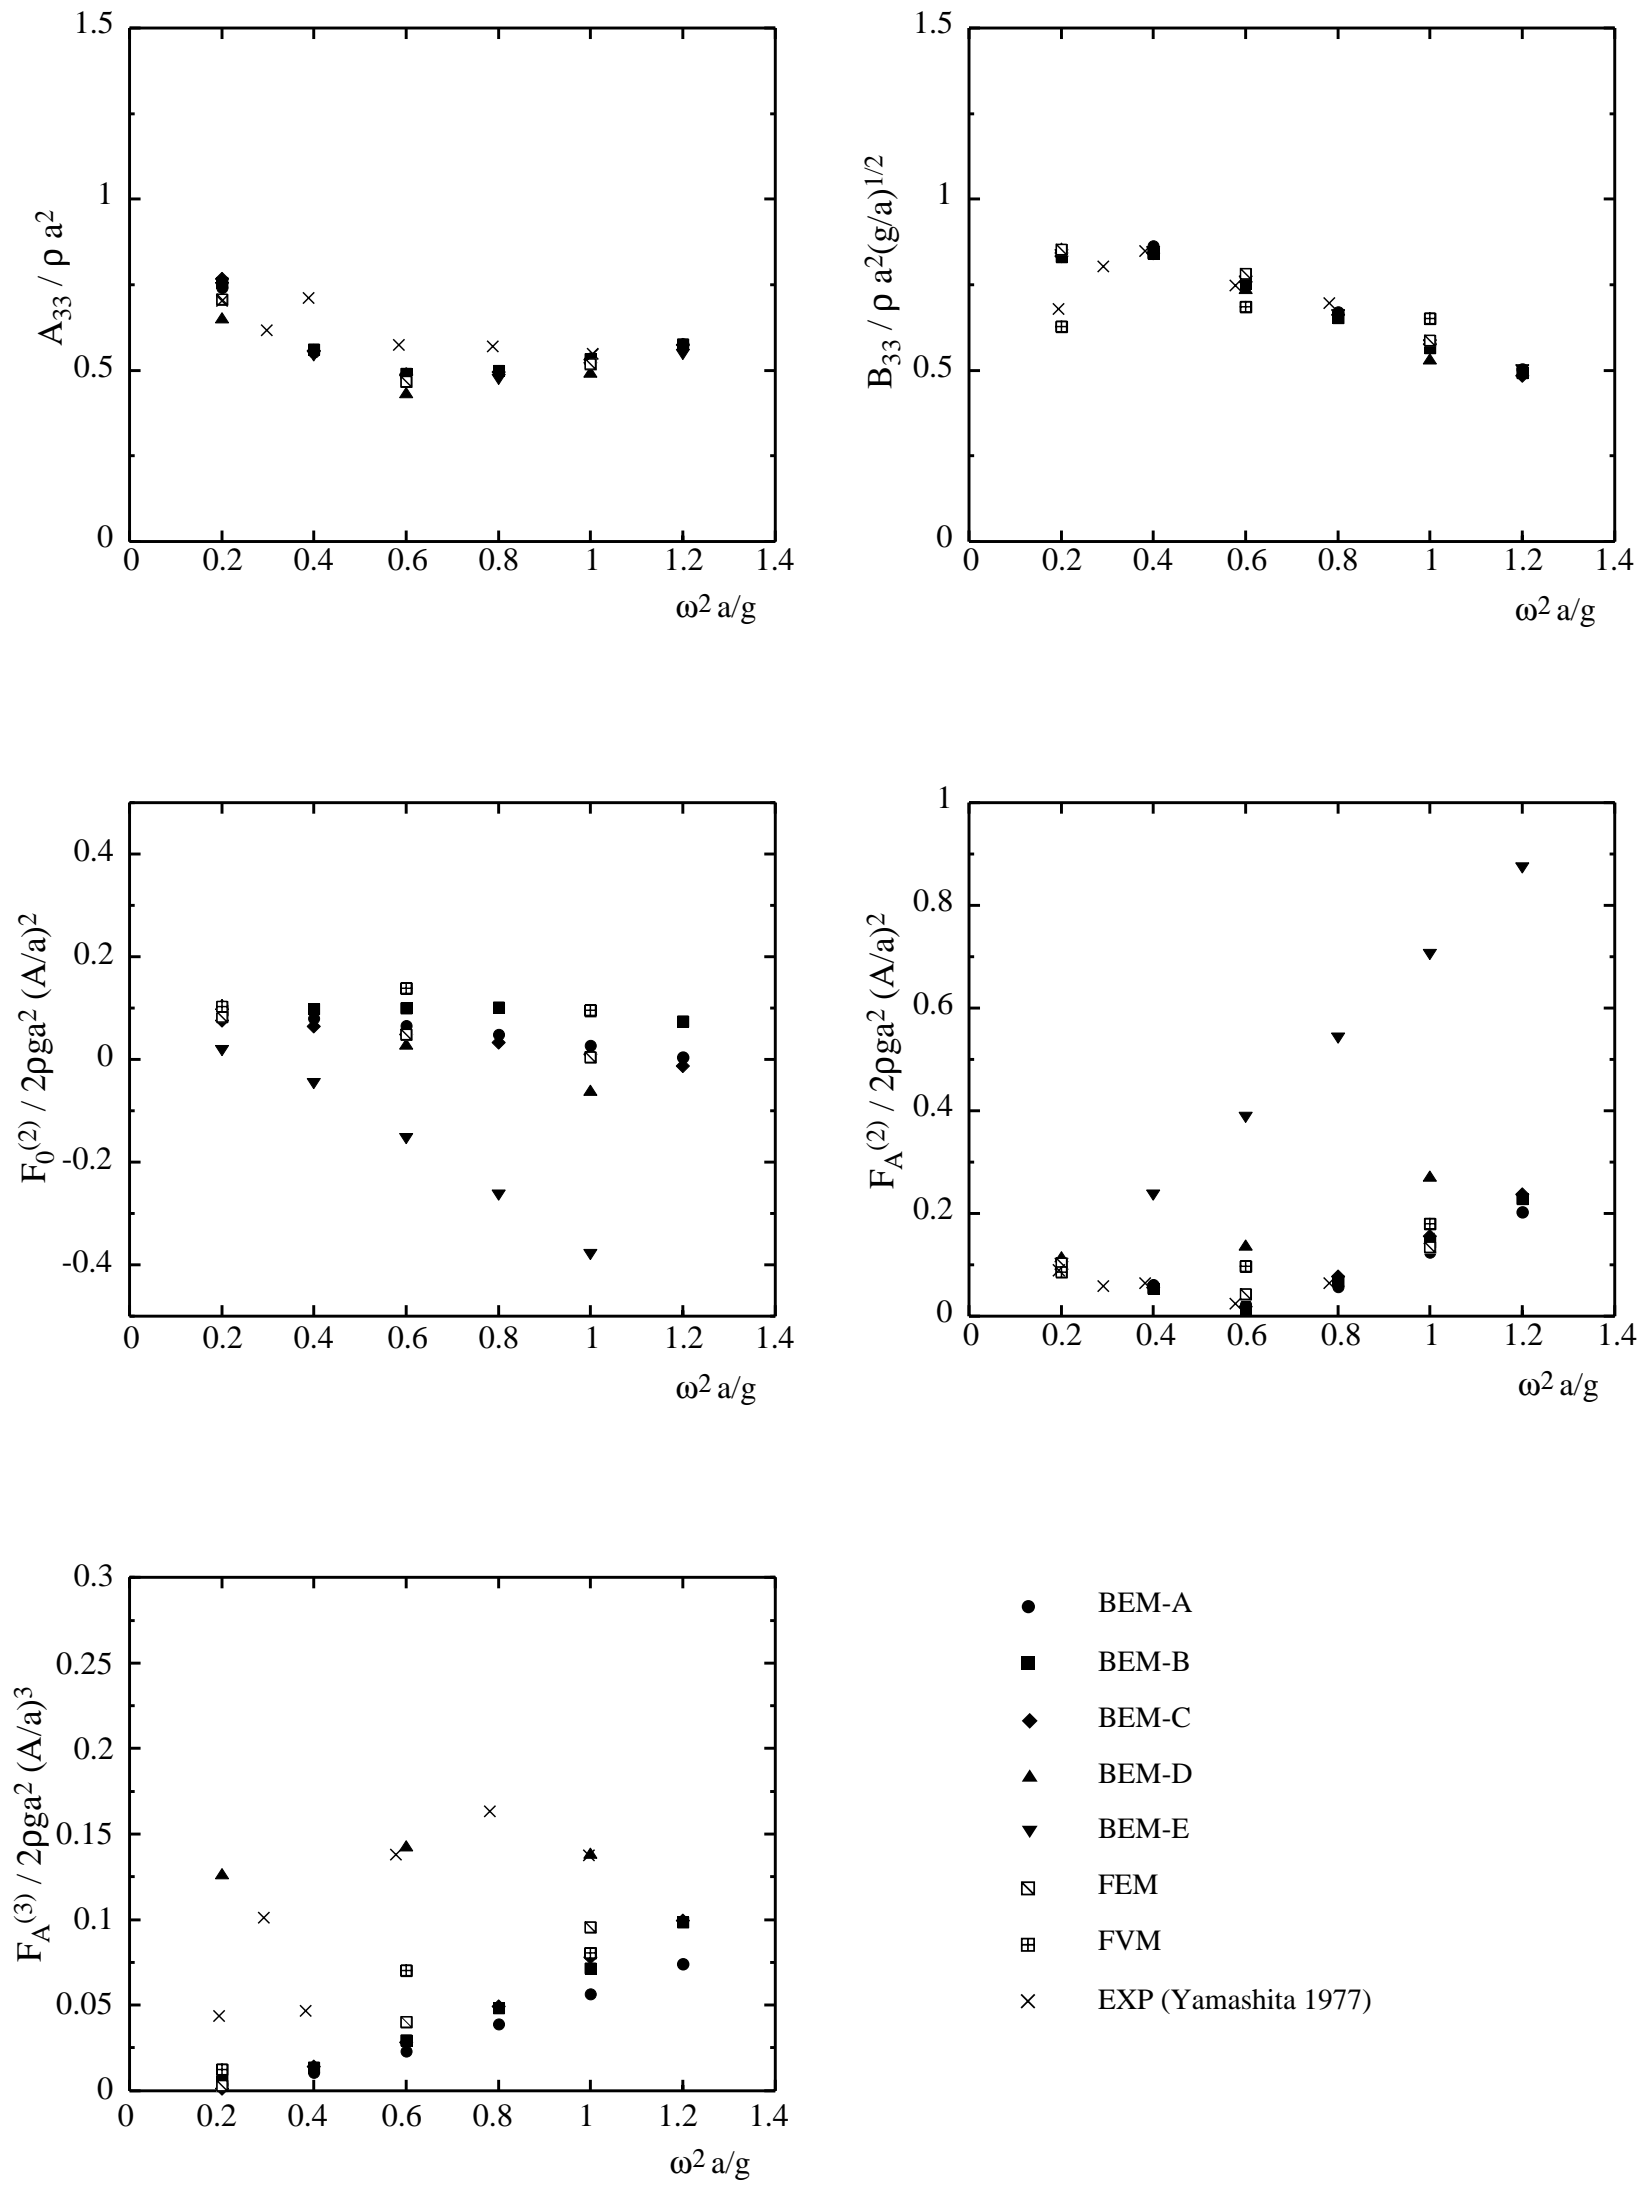 1.5
1
0.5
0
A33 / ρ a²
0 0.2 0.4 0.6 0.8 1 1.2 1.4
ω² a/g
1.5
1
0.5
0
B33 / ρ a²(g/a)1/2
0 0.2 0.4 0.6 0.8 1 1.2 1.4
ω² a/g
0.4
0.2
0
-0.2
-0.4
F0(2) / 2ρga² (A/a)²
0 0.2 0.4 0.6 0.8 1 1.2 1.4
ω² a/g
1
0.8
0.6
0.4
0.2
0
FA(2) / 2ρga² (A/a)²
0 0.2 0.4 0.6 0.8 1 1.2 1.4
ω² a/g
0.3
0.25
0.2
0.15
0.1
0.05
0
FA(3) / 2ρga² (A/a)³
0 0.2 0.4 0.6 0.8 1 1.2 1.4
ω² a/g
BEM-A
BEM-B
BEM-C
BEM-D
BEM-E
FEM
FVM
EXP (Yamashita 1977)